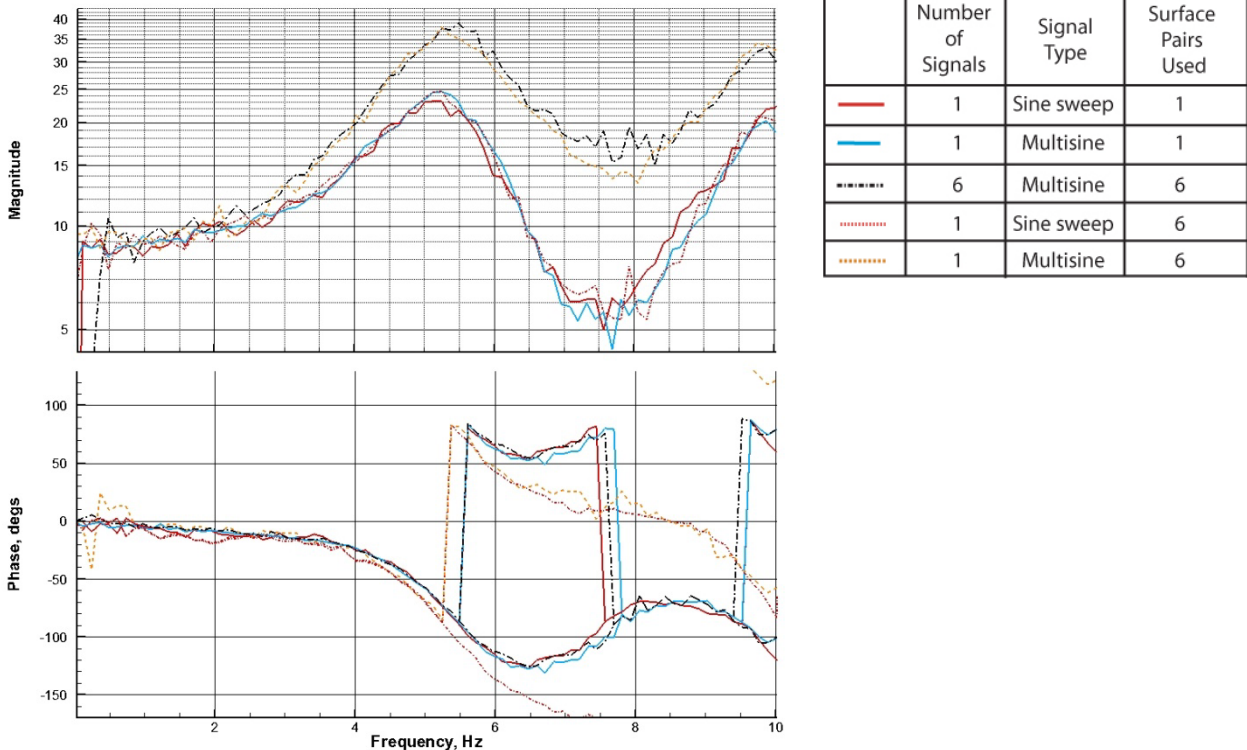 40
35
30
25
20
15
10
5
Magnitude
100
50
0
-50
-100
-150
Phase, degs
2 4 6 8 10
Frequency, Hz
Number of Signals
Signal Type
Surface Pairs Used
1 Sine sweep 1
1 Multisine 1
6 Multisine 6
1 Sine sweep 6
1 Multisine 6